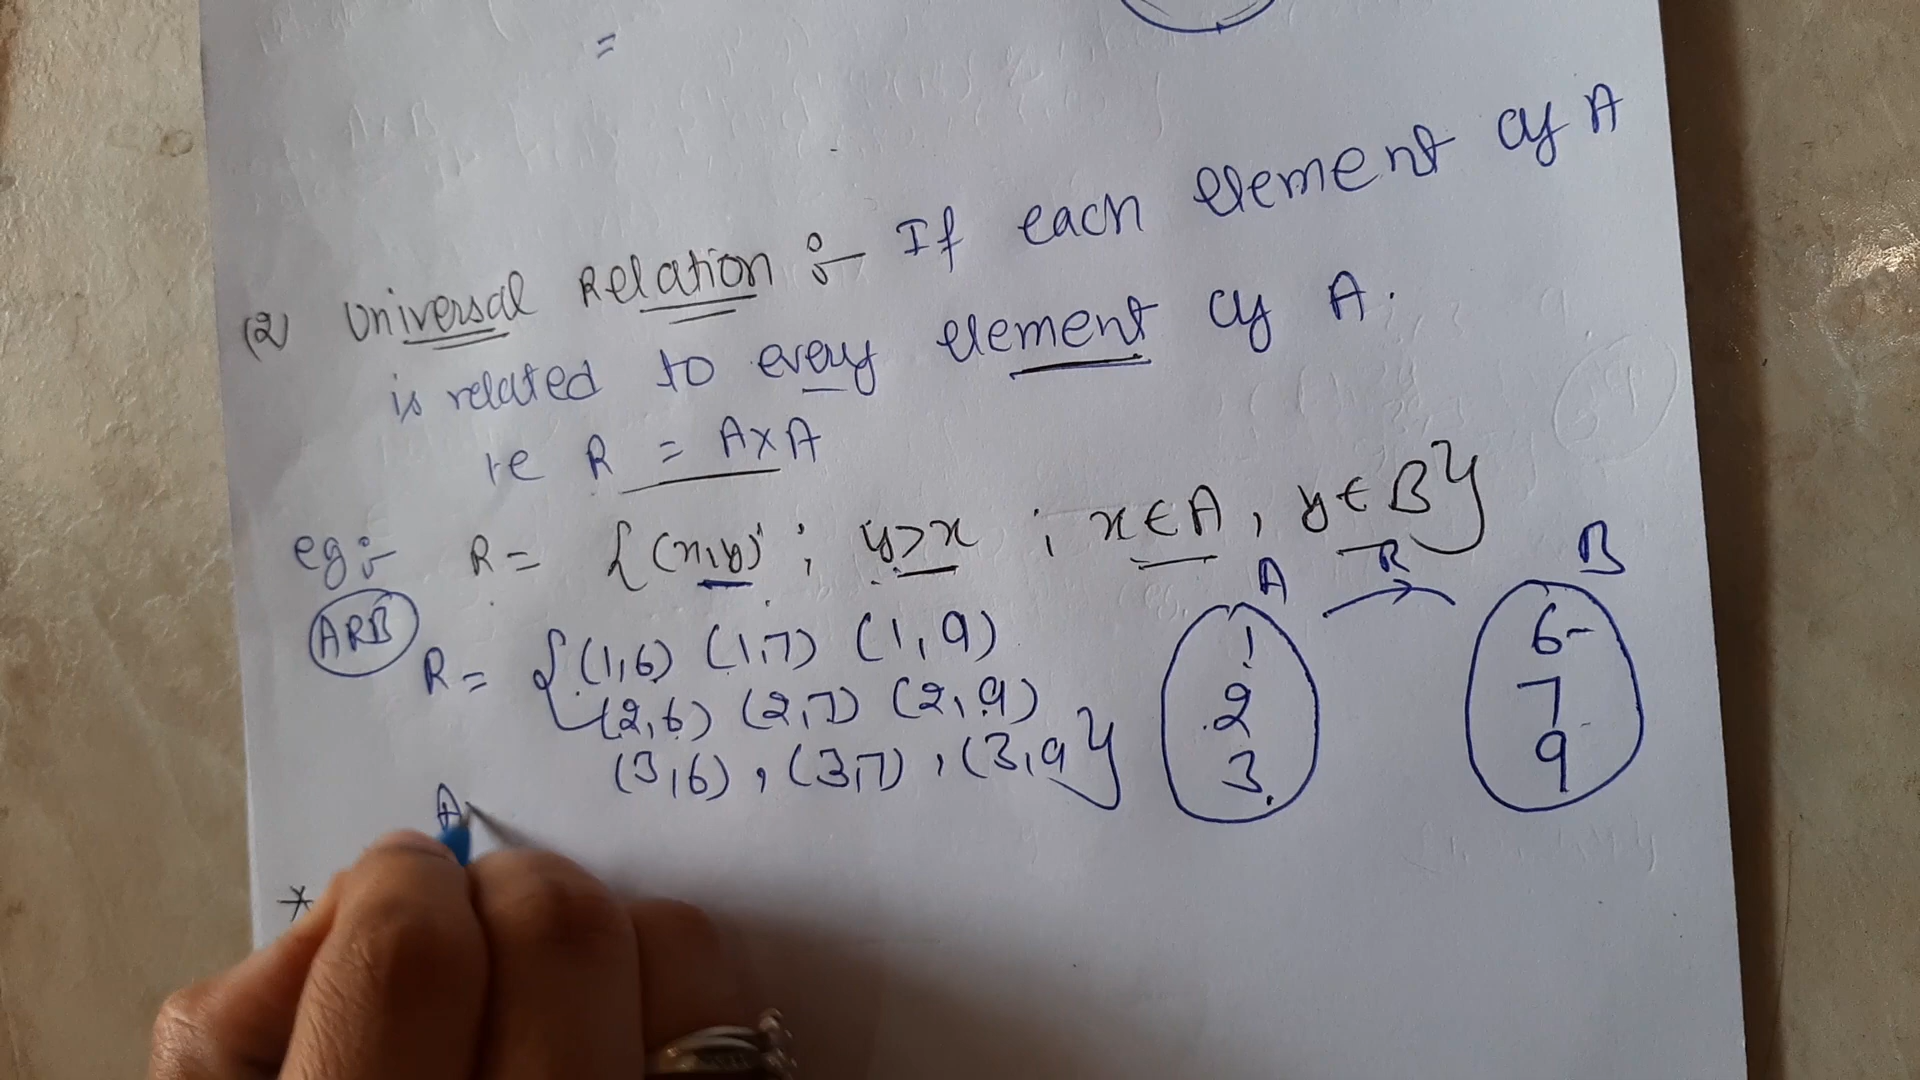 =
(2) Universal Relation :- If each element of A
is related to every element of A.
ie R = A×A
eg:- R = {(x,y) ; y>x ; x∈A, y∈B}
ARB
R = {(1,6) (1,7) (1,9)
(2,6) (2,7) (2,9)
(3,6), (3,7), (3,9}
A R B
1 6
2 7
3. 9
A
*